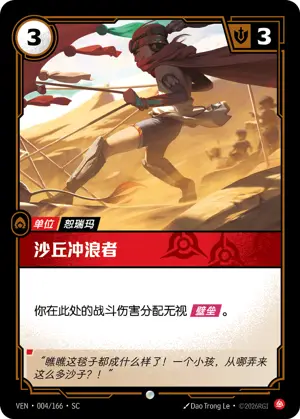 3
3
单位 恕瑞玛
沙丘冲浪者
你在此处的战斗伤害分配无视 壁垒 。
“瞧瞧这毯子都成什么样了！一个小孩，从哪弄来
这么多沙子？！”
VEN • 004/166 • SC
Dao Trong Le • ©2026RGI